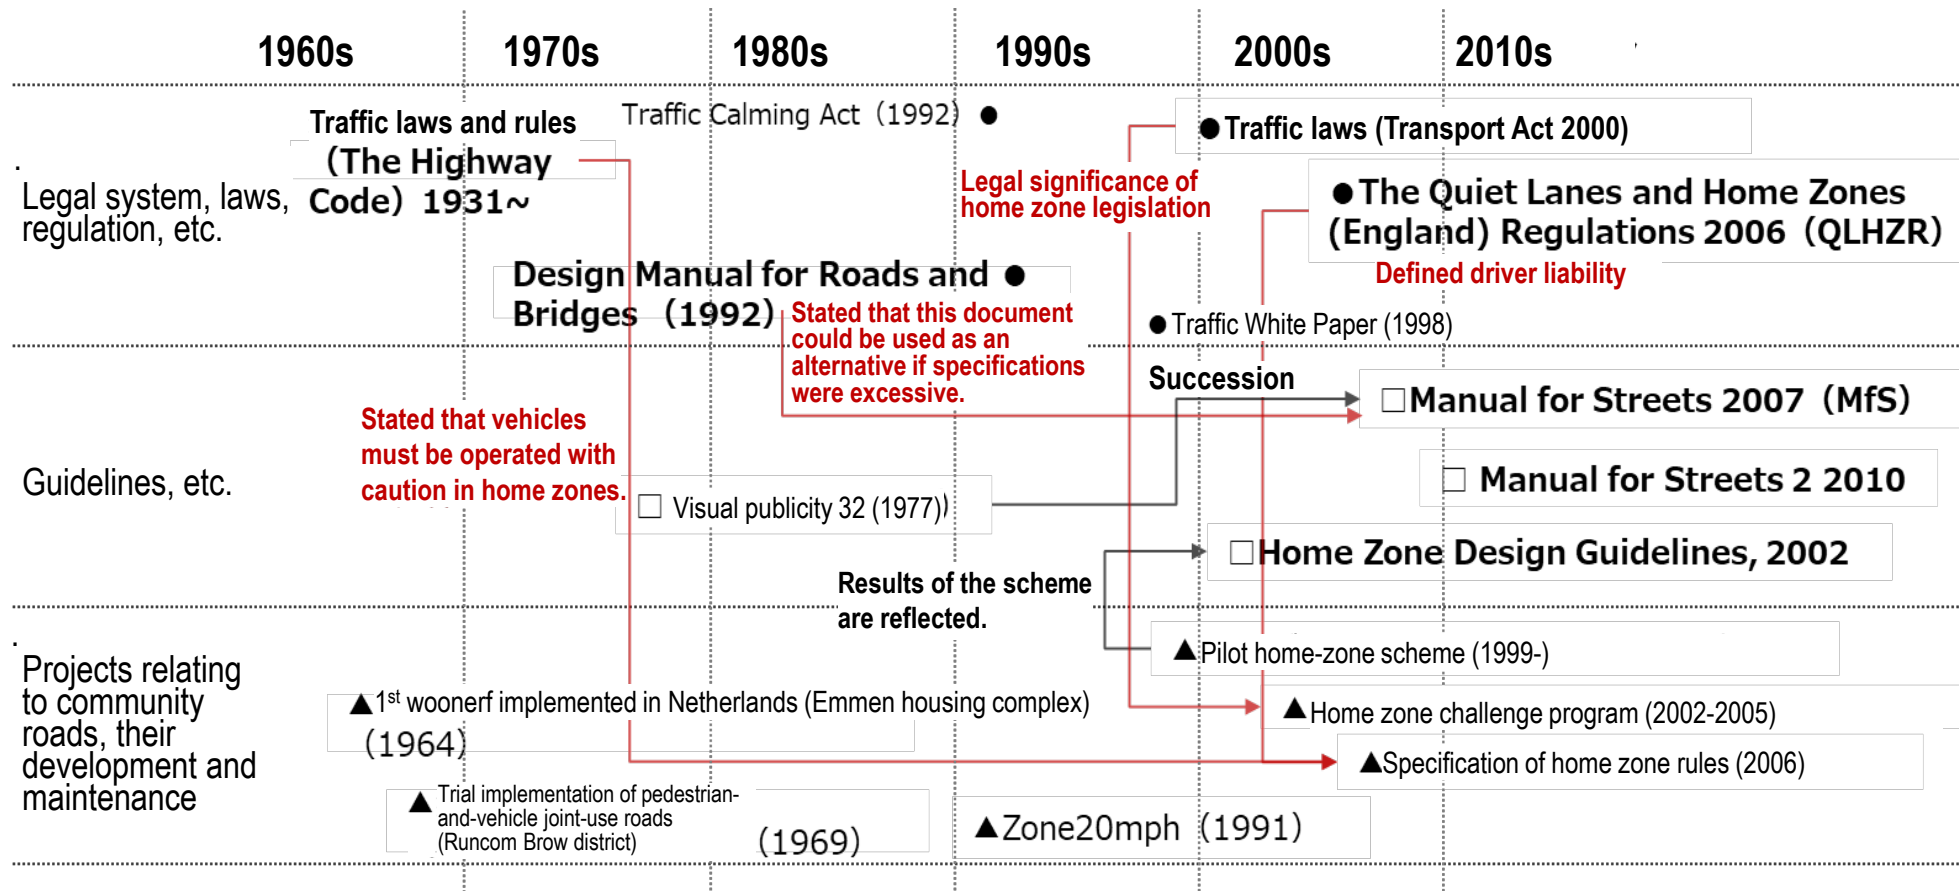 1960s
1970s
1980s
1990s
2000s
2010s
Legal system, laws,
regulation, etc.
Traffic laws and rules
(The Highway
Code) 1931~
Traffic Calming Act (1992) ●
●Traffic laws (Transport Act 2000)
Legal significance of
home zone legislation
●The Quiet Lanes and Home Zones
(England) Regulations 2006 (QLHZR)
Defined driver liability
Design Manual for Roads and ●
Bridges (1992)
Stated that this document
could be used as an
alternative if specifications
were excessive.
●Traffic White Paper (1998)
Guidelines, etc.
Succession
□Manual for Streets 2007 (MfS)
Stated that vehicles
must be operated with
caution in home zones.
□ Visual publicity 32 (1977))
□ Manual for Streets 2 2010
□Home Zone Design Guidelines, 2002
Results of the scheme
are reflected.
Projects relating
to community
roads, their
development and
maintenance
▲Pilot home-zone scheme (1999-)
▲1st woonerf implemented in Netherlands (Emmen housing complex)
(1964)
▲Home zone challenge program (2002-2005)
▲Specification of home zone rules (2006)
▲Trial implementation of pedestrian-
and-vehicle joint-use roads
(Runcom Brow district)
(1969)
▲Zone20mph (1991)